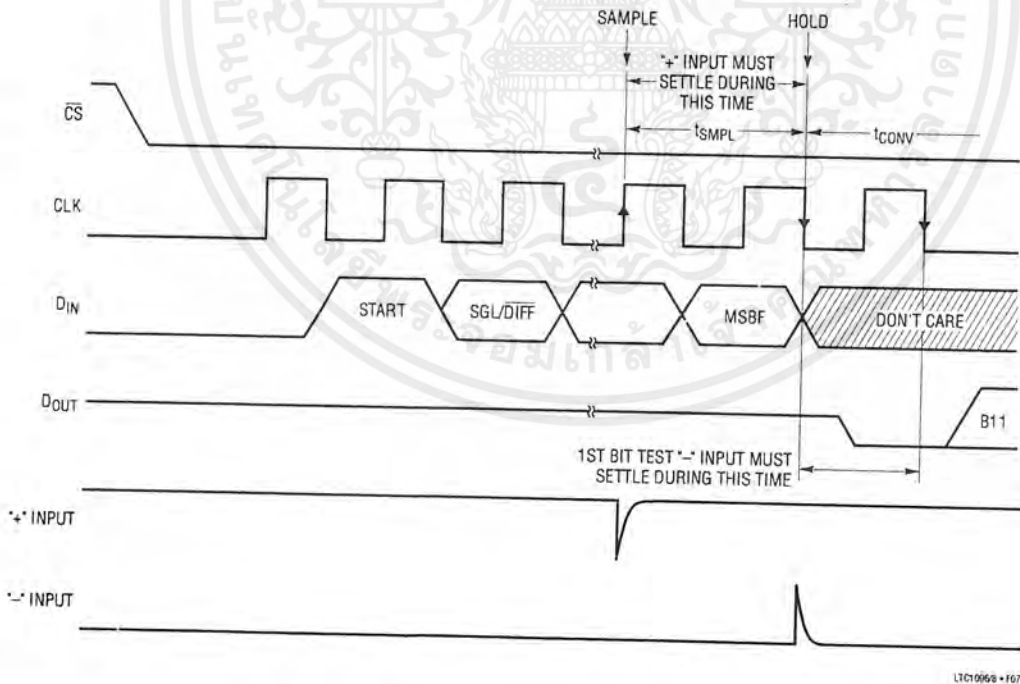 SAMPLE
HOLD
"+" INPUT MUST
SETTLE DURING
THIS TIME
tSMPL
tCONV
CS
CLK
DIN
START
SGL/DIFF
MSBF
DON'T CARE
DOUT
B11
1ST BIT TEST "–" INPUT MUST
SETTLE DURING THIS TIME
"+" INPUT
"–" INPUT